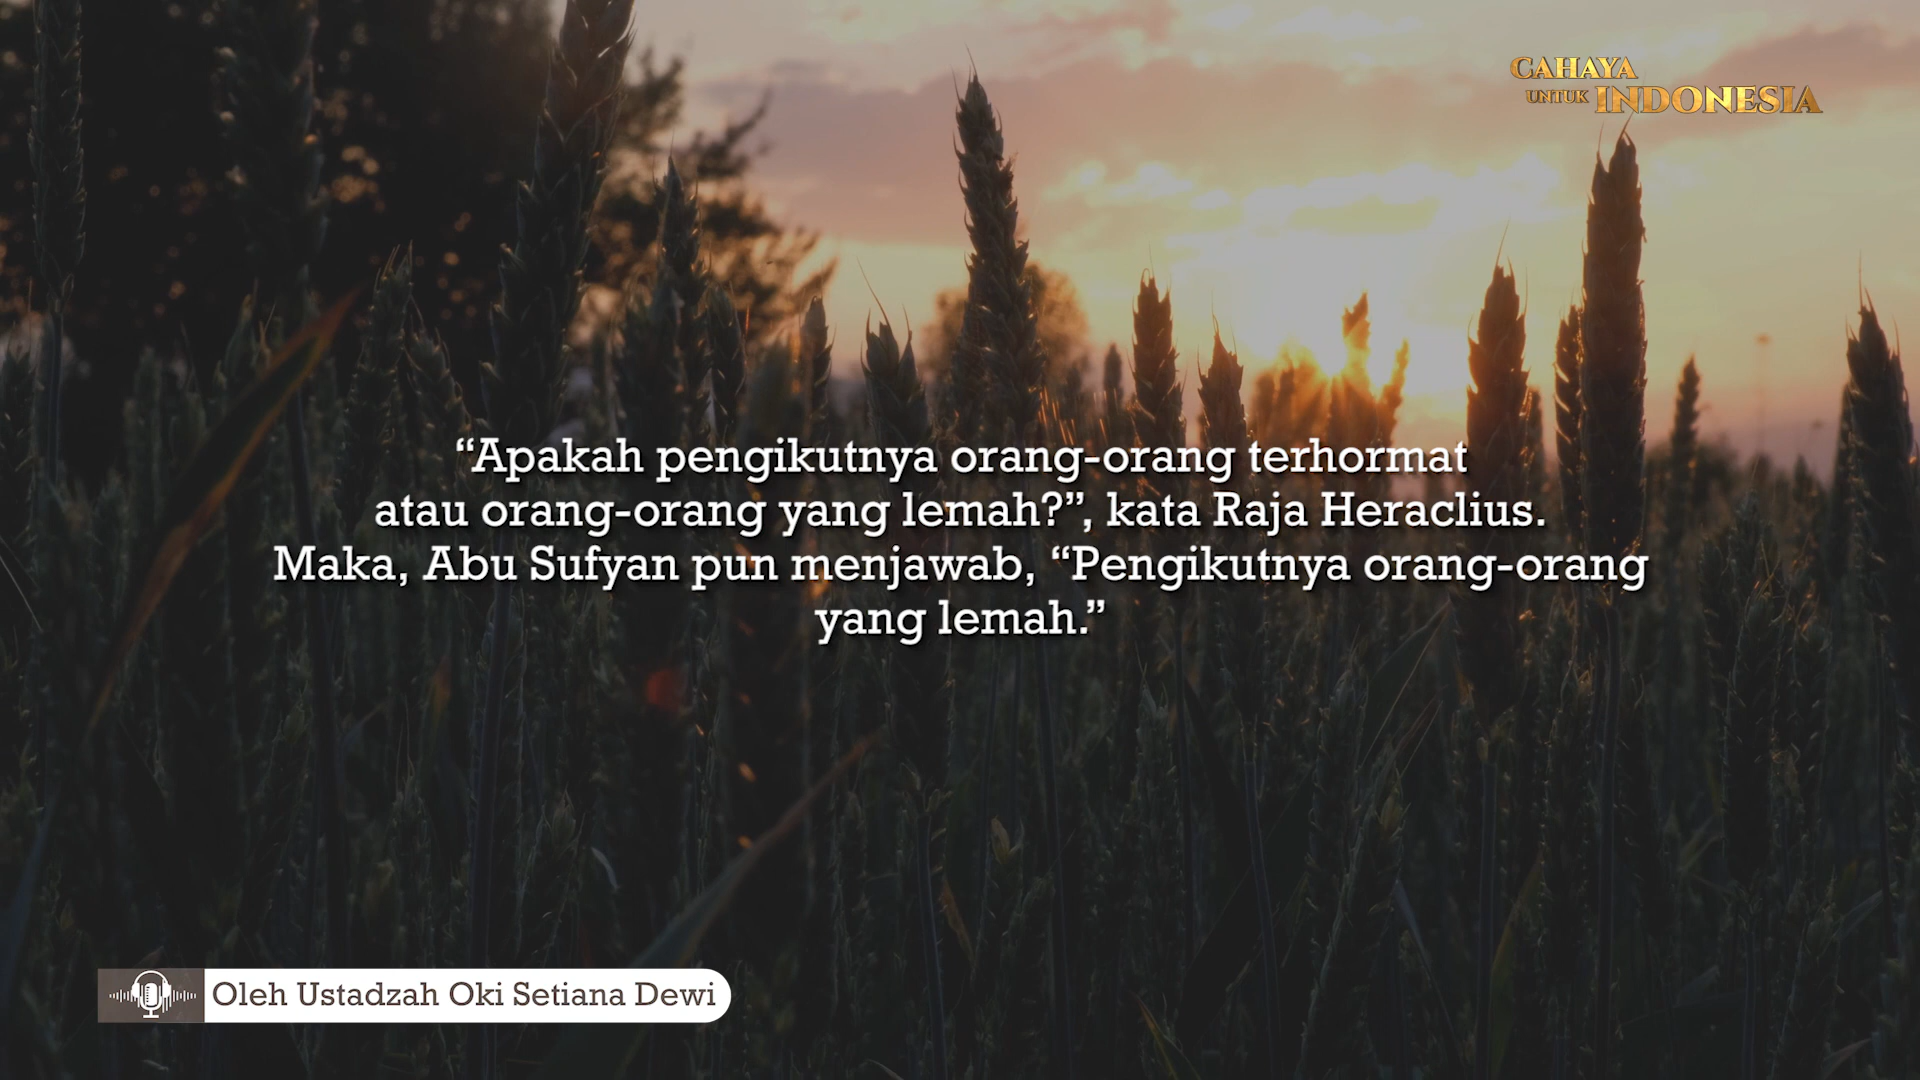 CAHAYA
UNTUK INDONESIA
“Apakah pengikutnya orang-orang terhormat
atau orang-orang yang lemah?”, kata Raja Heraclius.
Maka, Abu Sufyan pun menjawab, “Pengikutnya orang-orang
yang lemah.”
Oleh Ustadzah Oki Setiana Dewi